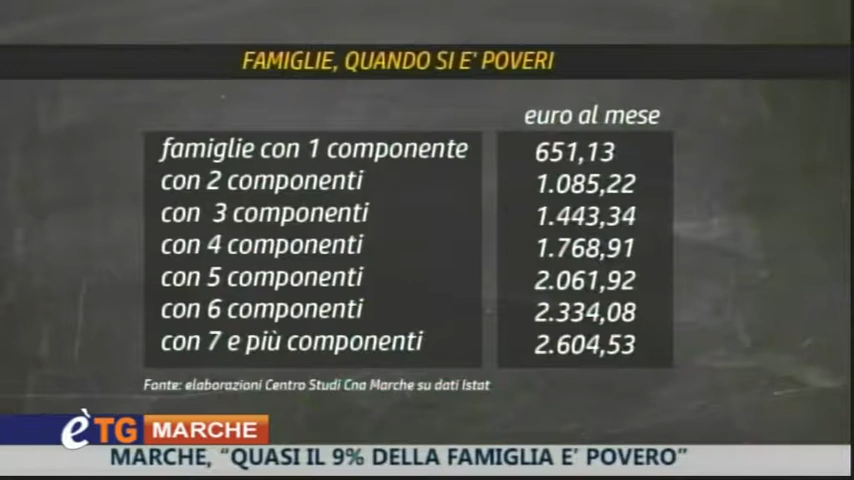 FAMIGLIE, QUANDO SI E' POVERI
euro al mese
famiglie con 1 componente 651,13
con 2 componenti 1.085,22
con 3 componenti 1.443,34
con 4 componenti 1.768,91
con 5 componenti 2.061,92
con 6 componenti 2.334,08
con 7 e più componenti 2.604,53
Fonte: elaborazioni Centro Studi Cna Marche su dati Istat
è TG MARCHE
MARCHE, “QUASI IL 9% DELLA FAMIGLIA E’ POVERO”